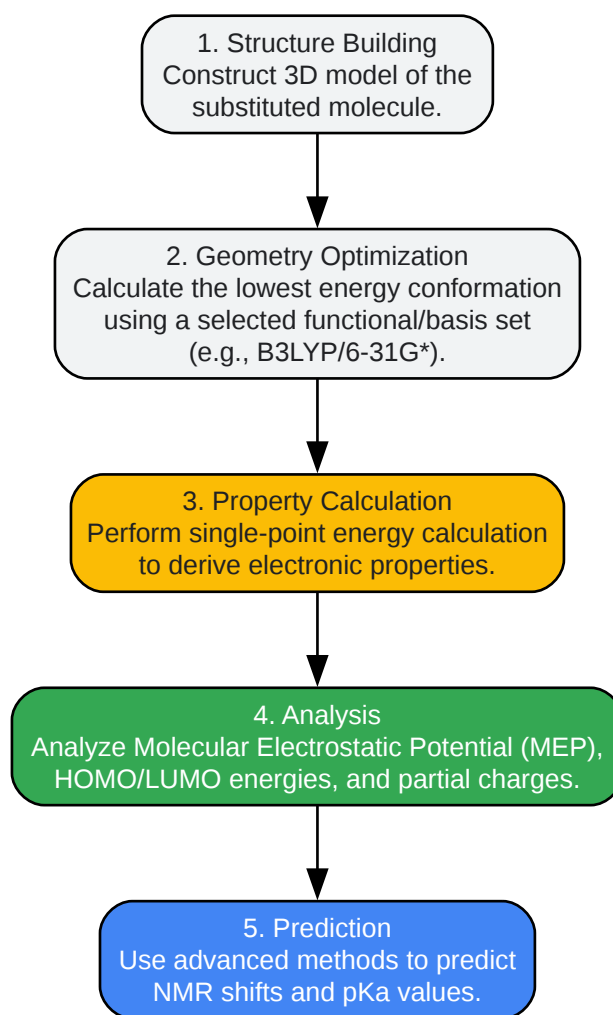 1. Structure Building
Construct 3D model of the
substituted molecule.
2. Geometry Optimization
Calculate the lowest energy conformation
using a selected functional/basis set
(e.g., B3LYP/6-31G*).
3. Property Calculation
Perform single-point energy calculation
to derive electronic properties.
4. Analysis
Analyze Molecular Electrostatic Potential (MEP),
HOMO/LUMO energies, and partial charges.
5. Prediction
Use advanced methods to predict
NMR shifts and pKa values.